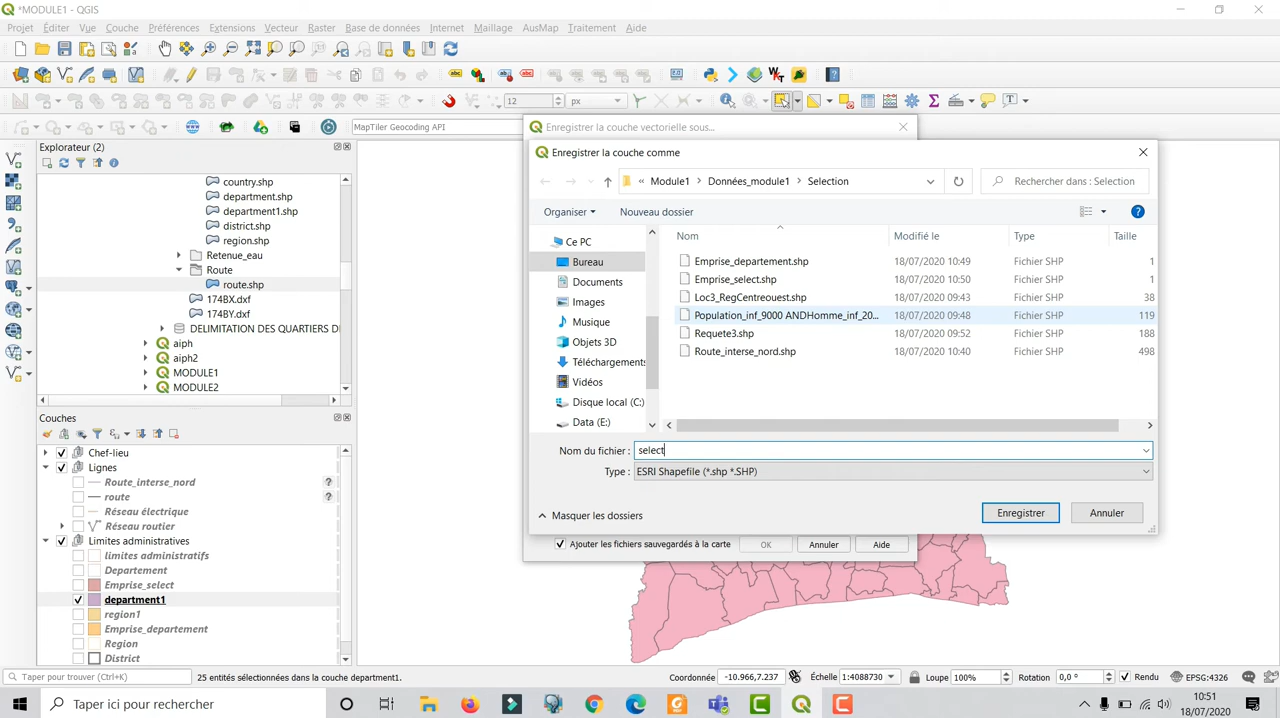 *MODULE1 - QGIS
Projet Éditer Vue Couche Préférences Extensions Vecteur Raster Base de données Internet Maillage AusMap Traitement Aide
12 px
MapTiler Geocoding API
Enregistrer la couche vectorielle sous...
Explorateur (2)
country.shp
department.shp
department1.shp
district.shp
region.shp
Retenue_eau
Route
route.shp
174BX.dxf
174BY.dxf
DELIMITATION DES QUARTIERS DE
aiph
aiph2
MODULE1
MODULE2
Couches
Chef-lieu
Lignes
Route_interse_nord
route
Réseau électrique
Réseau routier
Limites administratives
limites administratifs
Departement
Emprise_select
department1
region1
Emprise_departement
Region
District
Enregistrer la couche comme
« Module1 > Données_module1 > Selection
Rechercher dans : Selection
Organiser Nouveau dossier
Ce PC
Bureau
Documents
Images
Musique
Objets 3D
Téléchargements
Vidéos
Disque local (C:)
Data (E:)
Nom Modifié le Type Taille
Emprise_departement.shp 18/07/2020 10:49 Fichier SHP 1
Emprise_select.shp 18/07/2020 10:50 Fichier SHP 1
Loc3_RegCentreouest.shp 18/07/2020 09:43 Fichier SHP 38
Population_inf_9000 ANDHomme_inf_20... 18/07/2020 09:48 Fichier SHP 119
Requete3.shp 18/07/2020 09:52 Fichier SHP 188
Route_interse_nord.shp 18/07/2020 10:40 Fichier SHP 498
Nom du fichier : select
Type : ESRI Shapefile (*.shp *.SHP)
Masquer les dossiers Enregistrer Annuler
Ajouter les fichiers sauvegardés à la carte OK Annuler Aide
Taper pour trouver (Ctrl+K) 25 entités sélectionnées dans la couche department1. Coordonnée -10.966,7.237 Échelle 1:4088730 Loupe 100% Rotation 0,0 ° Rendu EPSG:4326
Taper ici pour rechercher
10:51
18/07/2020